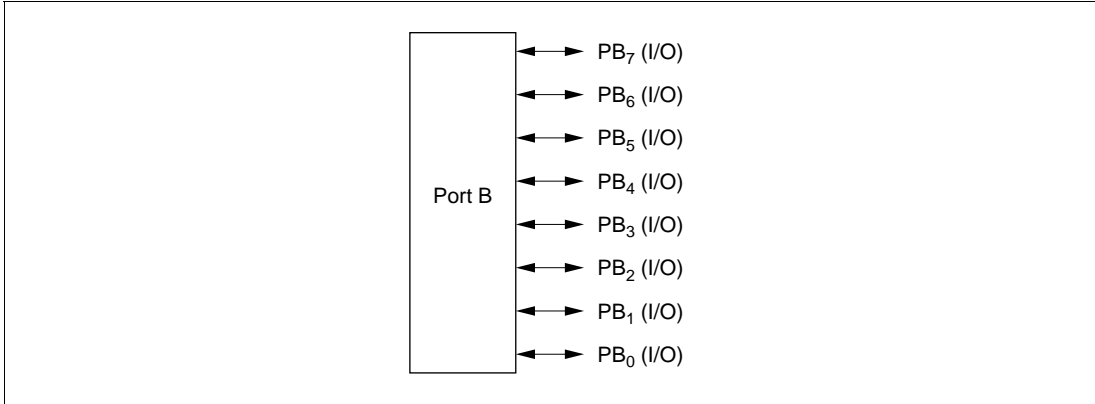 PB₇ (I/O)
PB₆ (I/O)
PB₅ (I/O)
PB₄ (I/O)
Port B
PB₃ (I/O)
PB₂ (I/O)
PB₁ (I/O)
PB₀ (I/O)